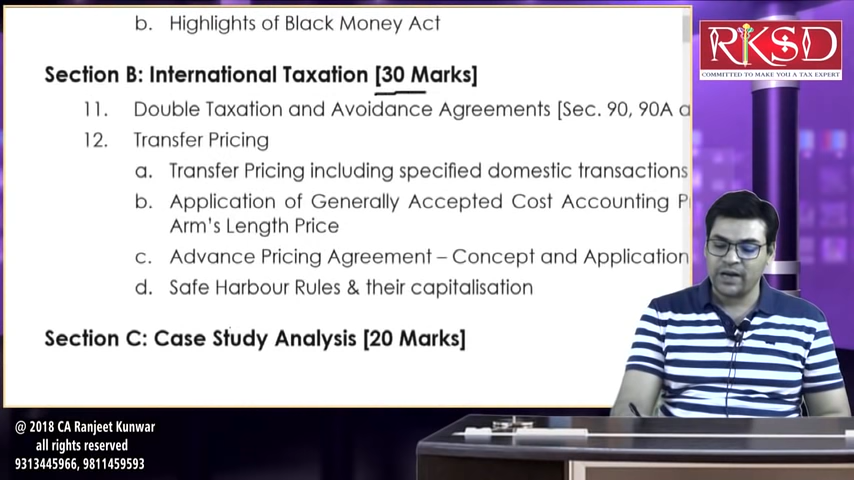 b. Highlights of Black Money Act
Section B: International Taxation [30 Marks]
11. Double Taxation and Avoidance Agreements [Sec. 90, 90A a
12. Transfer Pricing
a. Transfer Pricing including specified domestic transactions
b. Application of Generally Accepted Cost Accounting P
Arm's Length Price
c. Advance Pricing Agreement – Concept and Application
d. Safe Harbour Rules & their capitalisation
Section C: Case Study Analysis [20 Marks]
RKSD
COMMITTED TO MAKE YOU A TAX EXPERT
@ 2018 CA Ranjeet Kunwar
all rights reserved
9313445966, 9811459593